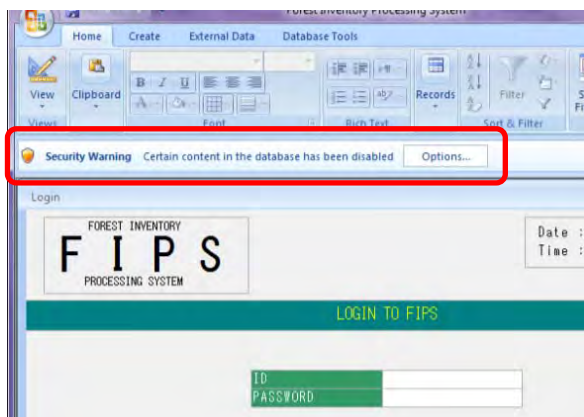 Forest Inventory Processing System
Home Create External Data Database Tools
View Clipboard B I U A ab Records Filter
Views Font Rich Text Sort & Filter
Security Warning Certain content in the database has been disabled Options...
Login
FOREST INVENTORY
FIPS
PROCESSING SYSTEM
Date :
Time :
LOGIN TO FIPS
ID
PASSWORD